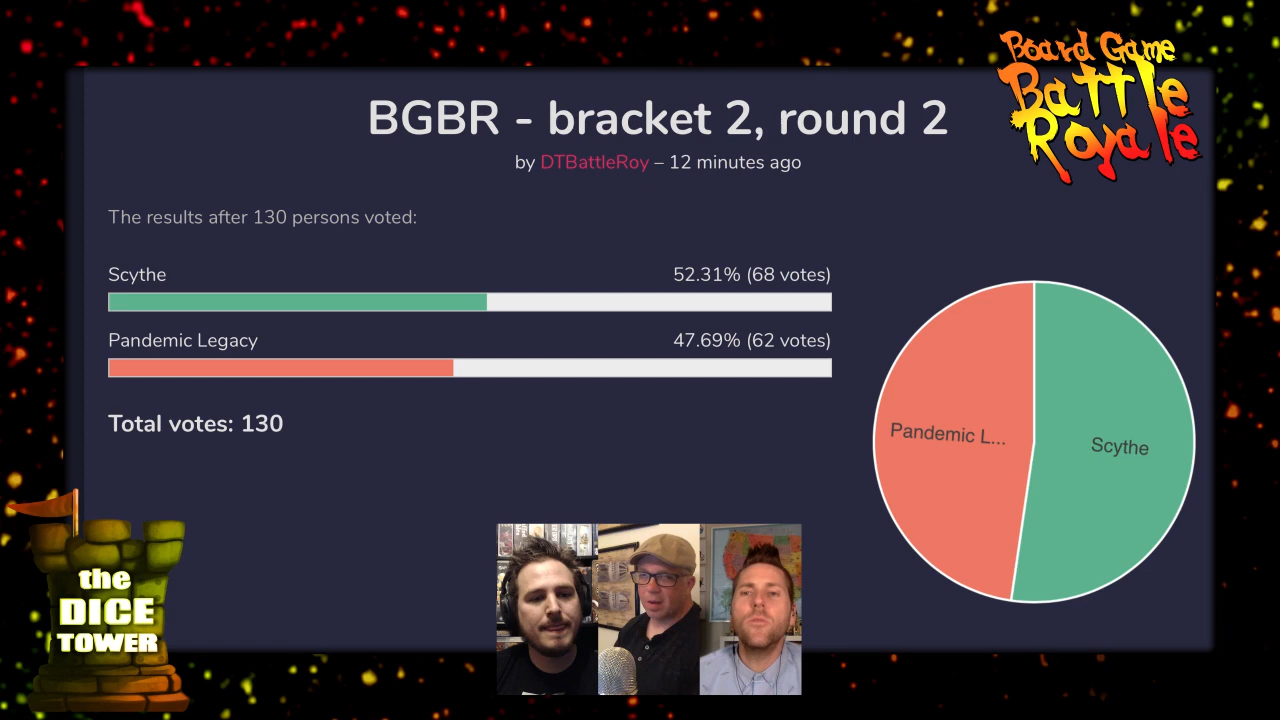 Board Game
Battle
Royale
BGBR - bracket 2, round 2
by DTBattleRoy – 12 minutes ago
The results after 130 persons voted:
Scythe 52.31% (68 votes)
Pandemic Legacy 47.69% (62 votes)
Total votes: 130
Pandemic L...
Scythe
the
DICE
TOWER